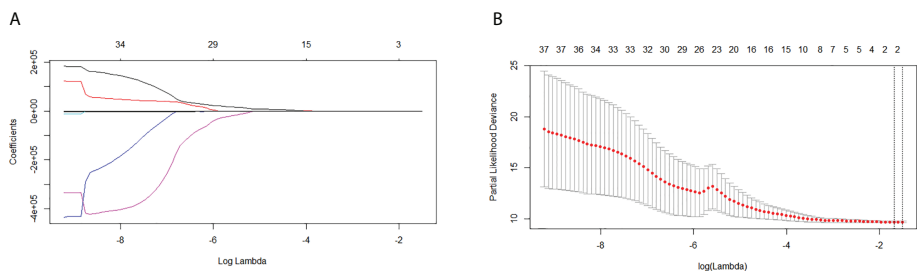 A
34 29 15 3
2e+05
0e+00
-2e+05
-4e+05
Coefficients
-8 -6 -4 -2
Log Lambda
B
37 37 36 34 33 33 32 30 29 26 23 20 16 16 15 10 8 7 5 5 4 2 2
25
20
15
10
Partial Likelihood Deviance
-8 -6 -4 -2
log(Lambda)